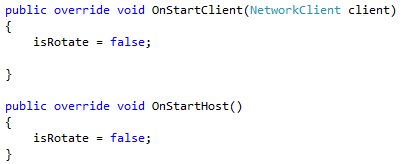 public override void OnStartClient(NetworkClient client)
{
    isRotate = false;

}

public override void OnStartHost()
{
    isRotate = false;
}